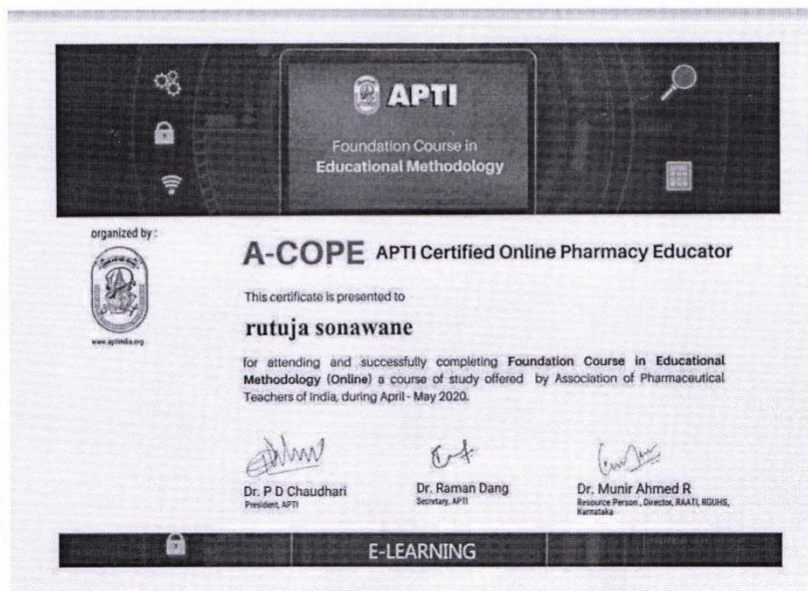 APTI
Foundation Course in
Educational Methodology
organized by :
www.aptiindia.org
A-COPE APTI Certified Online Pharmacy Educator
This certificate is presented to
rutuja sonawane
for attending and successfully completing Foundation Course in Educational
Methodology (Online) a course of study offered by Association of Pharmaceutical
Teachers of India, during April - May 2020.
Dr. P D Chaudhari
President, APTI
Dr. Raman Dang
Secretary, APTI
Dr. Munir Ahmed R
Resource Person , Director, RAATI, RGUHS,
Karnataka
E-LEARNING